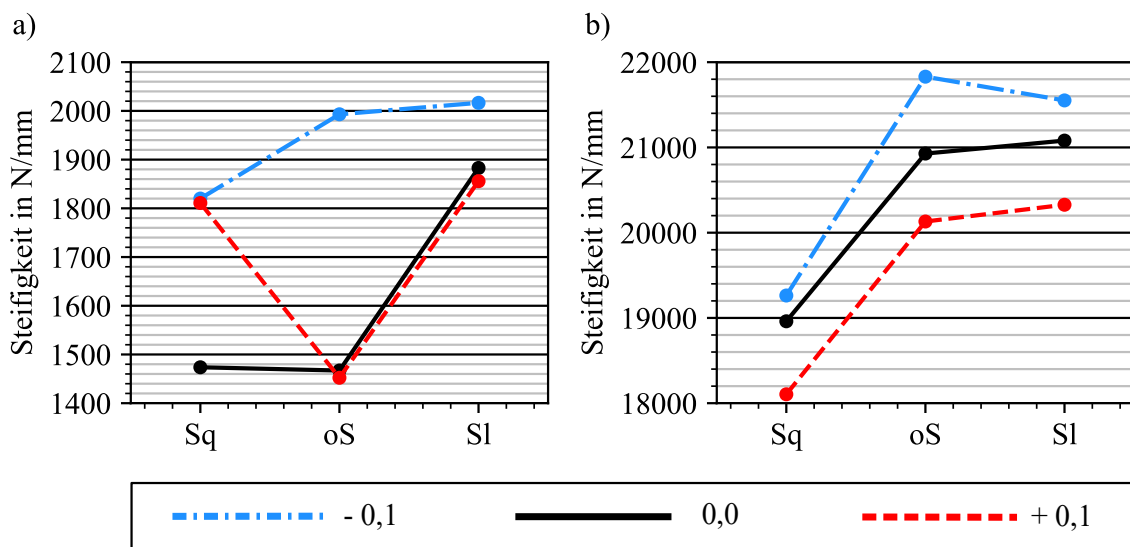 a)
Steifigkeit in N/mm
2100
2000
1900
1800
1700
1600
1500
1400
Sq oS Sl
b)
Steifigkeit in N/mm
22000
21000
20000
19000
18000
Sq oS Sl
- 0,1 0,0 + 0,1